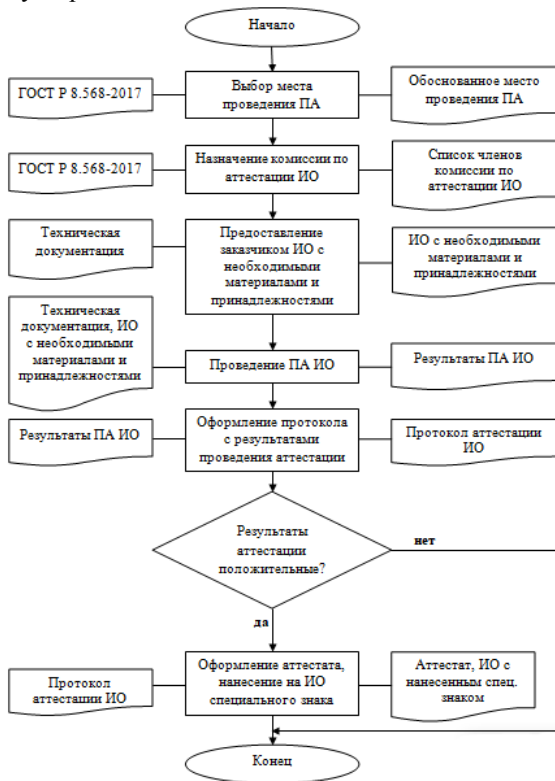 Начало
ГОСТ Р 8.568-2017
Выбор места
проведения ПА
Обоснованное место
проведения ПА
ГОСТ Р 8.568-2017
Назначение комиссии по
аттестации ИО
Список членов
комиссии по
аттестации ИО
Техническая
документация
Предоставление
заказчиком ИО с
необходимыми
материалами и
принадлежностями
ИО с необходимыми
материалами и
принадлежностями
Техническая
документация, ИО
с необходимыми
материалами и
принадлежностями
Проведение ПА ИО
Результаты ПА ИО
Результаты ПА ИО
Оформление протокола
с результатами
проведения аттестации
Протокол аттестации
ИО
Результаты
аттестации
положительные?
нет
да
Протокол
аттестации ИО
Оформление аттестата,
нанесение на ИО
специального знака
Аттестат, ИО с
нанесенным спец.
знаком
Конец